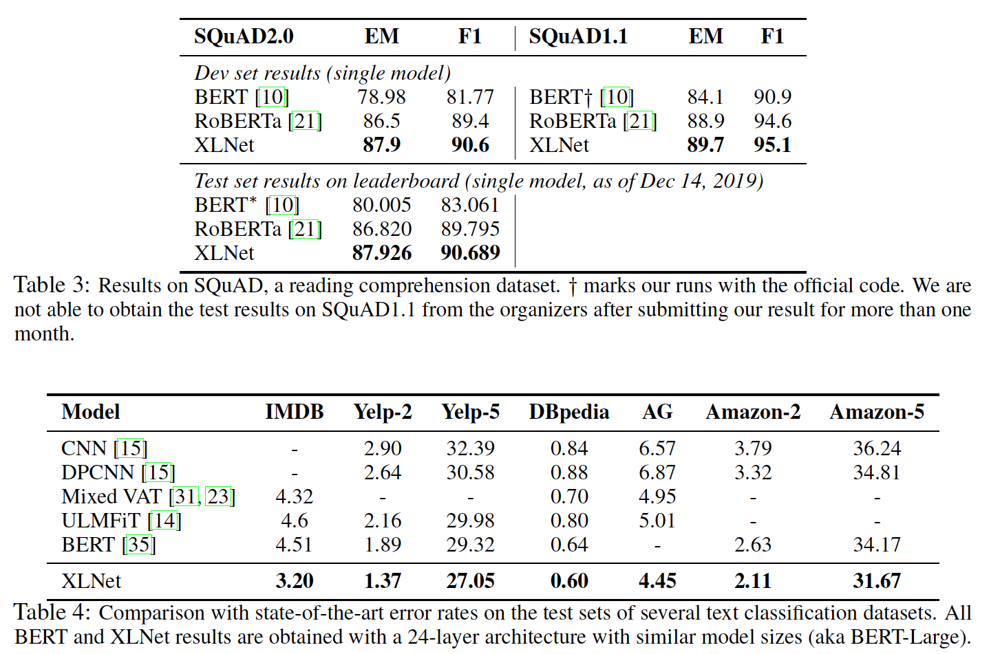 SQuAD2.0 EM F1 SQuAD1.1 EM F1
Dev set results (single model)
BERT [10] 78.98 81.77 BERT† [10] 84.1 90.9
RoBERTa [21] 86.5 89.4 RoBERTa [21] 88.9 94.6
XLNet 87.9 90.6 XLNet 89.7 95.1
Test set results on leaderboard (single model, as of Dec 14, 2019)
BERT* [10] 80.005 83.061
RoBERTa [21] 86.820 89.795
XLNet 87.926 90.689
Table 3: Results on SQuAD, a reading comprehension dataset. † marks our runs with the official code. We are
not able to obtain the test results on SQuAD1.1 from the organizers after submitting our result for more than one
month.
Model IMDB Yelp-2 Yelp-5 DBpedia AG Amazon-2 Amazon-5
CNN [15] - 2.90 32.39 0.84 6.57 3.79 36.24
DPCNN [15] - 2.64 30.58 0.88 6.87 3.32 34.81
Mixed VAT [31, 23] 4.32 - - 0.70 4.95 - -
ULMFiT [14] 4.6 2.16 29.98 0.80 5.01 - -
BERT [35] 4.51 1.89 29.32 0.64 - 2.63 34.17
XLNet 3.20 1.37 27.05 0.60 4.45 2.11 31.67
Table 4: Comparison with state-of-the-art error rates on the test sets of several text classification datasets. All
BERT and XLNet results are obtained with a 24-layer architecture with similar model sizes (aka BERT-Large).